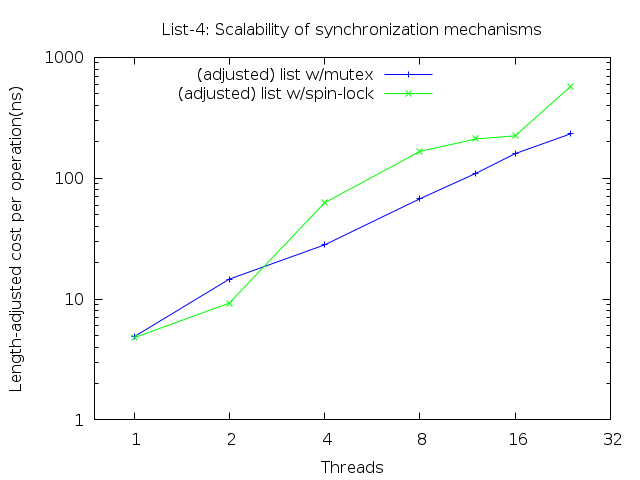 List-4: Scalability of synchronization mechanisms
1000
(adjusted) list w/mutex
(adjusted) list w/spin-lock
100
10
1
Length-adjusted cost per operation(ns)
1 2 4 8 16 32
Threads